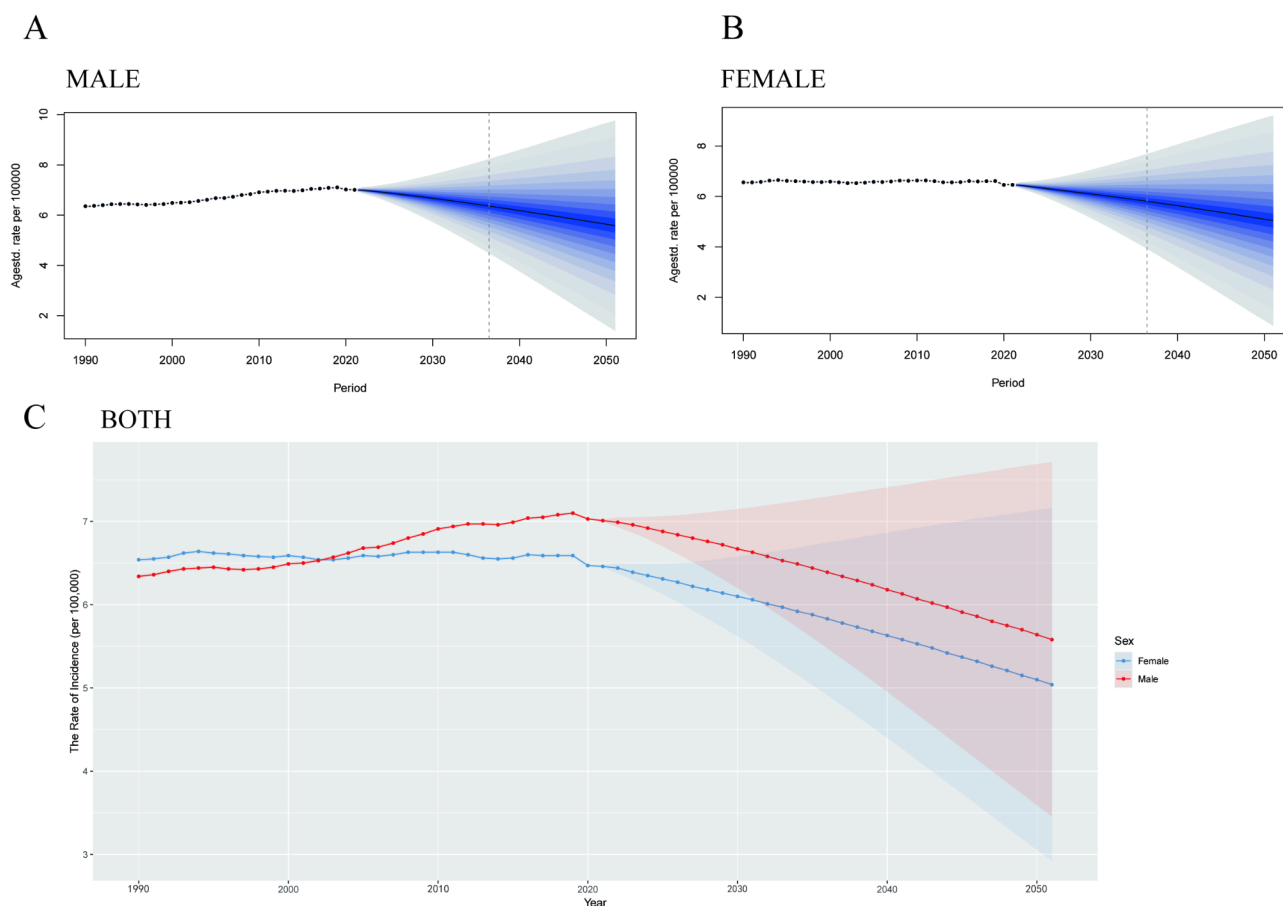 A
MALE
Agestd. rate per 100000
10
8
6
4
2
1990 2000 2010 2020 2030 2040 2050
Period
B
FEMALE
Agestd. rate per 100000
8
6
4
2
1990 2000 2010 2020 2030 2040 2050
Period
C BOTH
The Rate of Incidence (per 100,000)
7
6
5
4
3
1990 2000 2010 2020 2030 2040 2050
Year
Sex
Female
Male